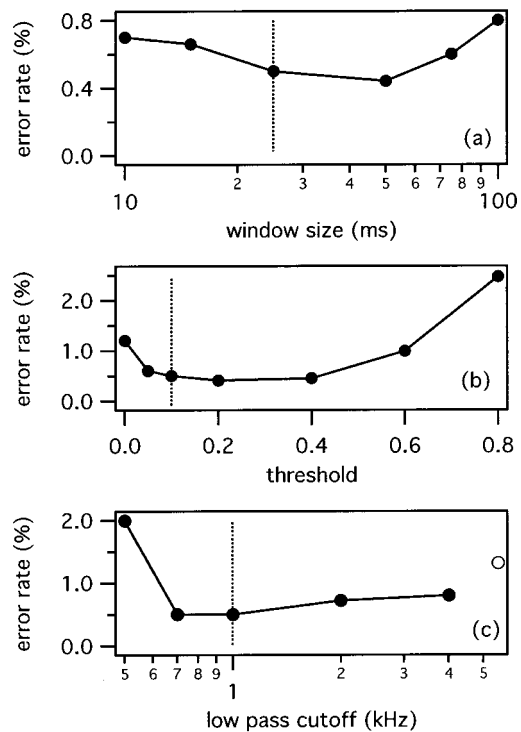 0.8
0.4
0.0
error rate (%)
(a)
10 2 3 4 5 6 7 8 9 100
window size (ms)
2.0
1.0
0.0
error rate (%)
(b)
0.0 0.2 0.4 0.6 0.8
threshold
2.0
1.0
0.0
error rate (%)
(c)
5 6 7 8 9 1 2 3 4 5
low pass cutoff (kHz)